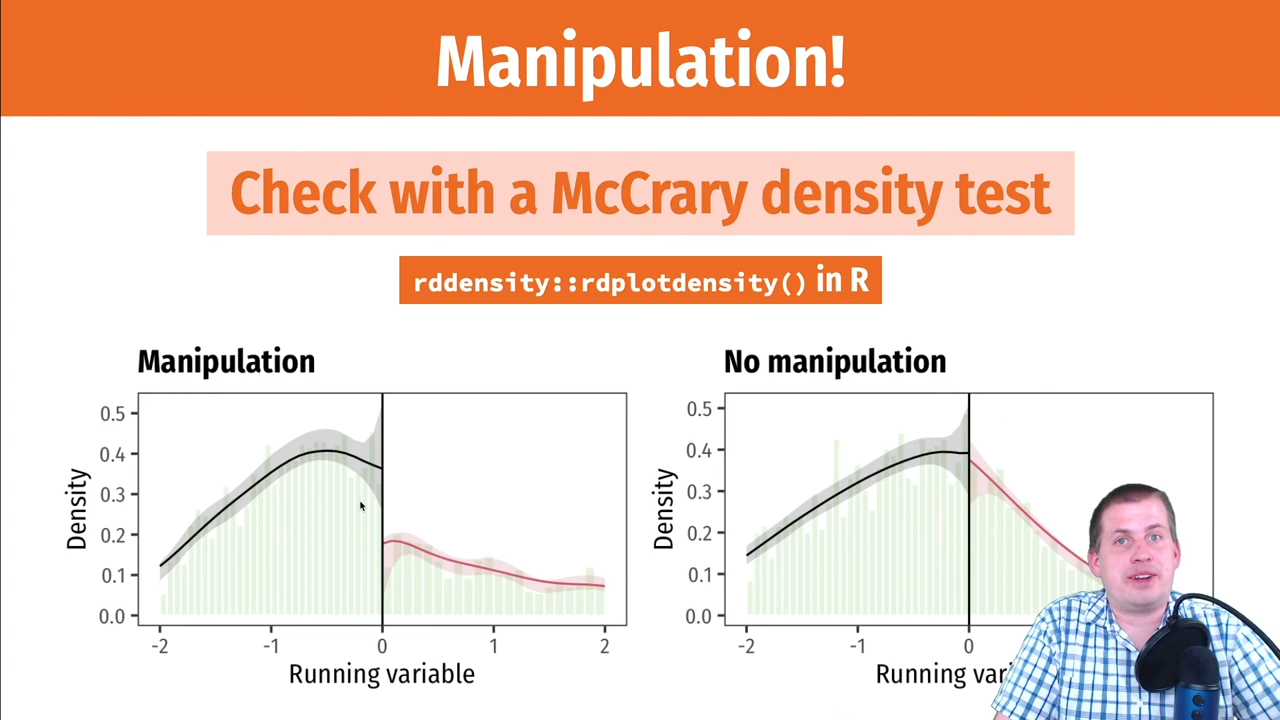 Manipulation!
Check with a McCrary density test
rddensity::rdplotdensity() in R
Manipulation
0.5
0.4
0.3
0.2
0.1
0.0
Density
-2
-1
0
1
2
Running variable
No manipulation
0.5
0.4
0.3
0.2
0.1
0.0
Density
-2
-1
0
Running vari